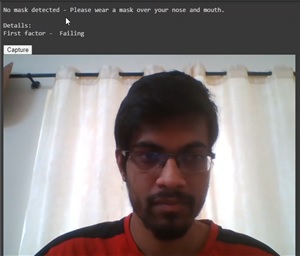 No mask detected - Please wear a mask over your nose and mouth.
Details:
First factor -  Failing
Capture